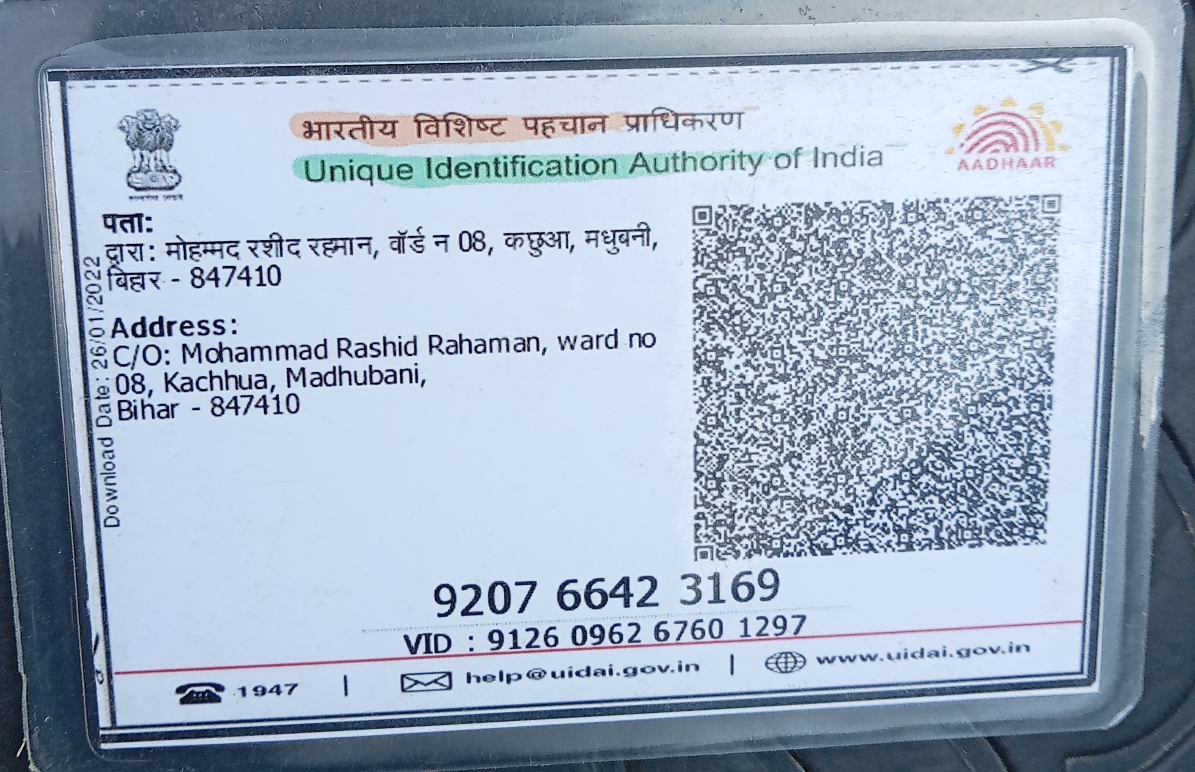 भारतीय विशिष्ट पहचान प्राधिकरण
Unique Identification Authority of India
AADHAAR
पता:
द्वारा: मोहम्मद रशीद रहमान, वॉर्ड न 08, कछुआ, मधुबनी,
बिहार - 847410
Address:
C/O: Mohammad Rashid Rahaman, ward no
08, Kachhua, Madhubani,
Bihar - 847410
Download Date: 26/01/2022
9207 6642 3169
VID : 9126 0962 6760 1297
1947 | help@uidai.gov.in | www.uidai.gov.in